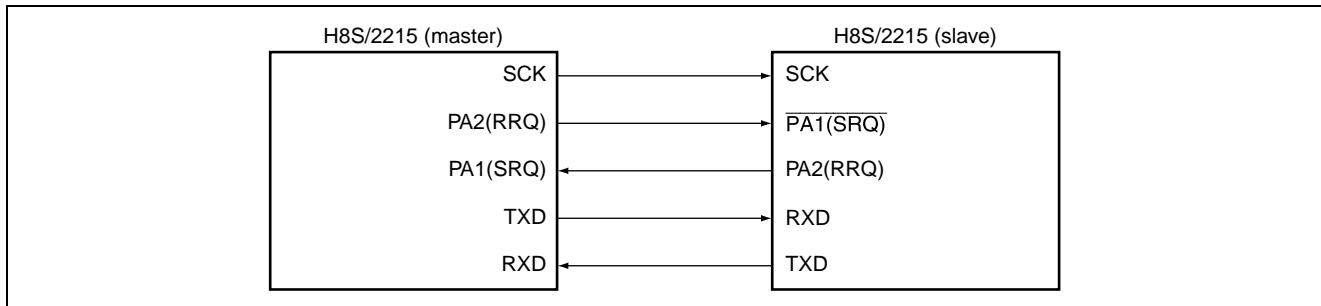 H8S/2215 (master)
H8S/2215 (slave)
SCK
SCK
PA2(RRQ)
PA1(SRQ)
PA1(SRQ)
PA2(RRQ)
TXD
RXD
RXD
TXD